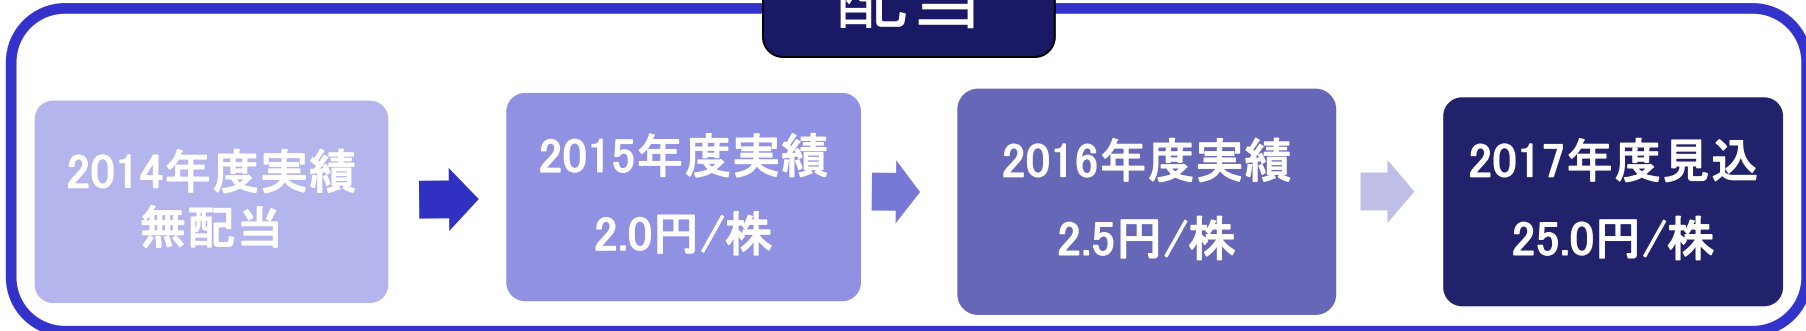 配当
2014年度実績
無配当
2015年度実績
2.0円/株
2016年度実績
2.5円/株
2017年度見込
25.0円/株